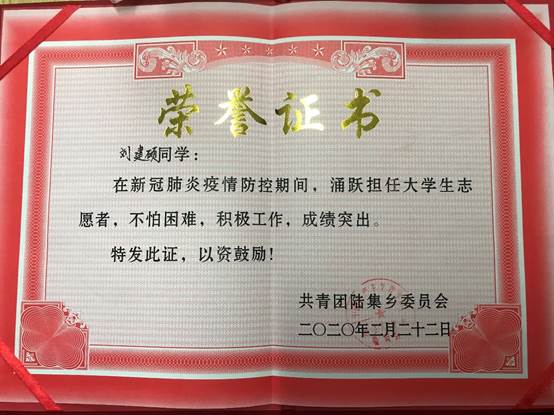 荣誉证书
刘建硕同学：
在新冠肺炎疫情防控期间，涌跃担任大学生志
愿者，不怕困难，积极工作，成绩突出。
特发此证，以资鼓励！
共青团陆集乡委员会
二〇二〇年二月二十二日